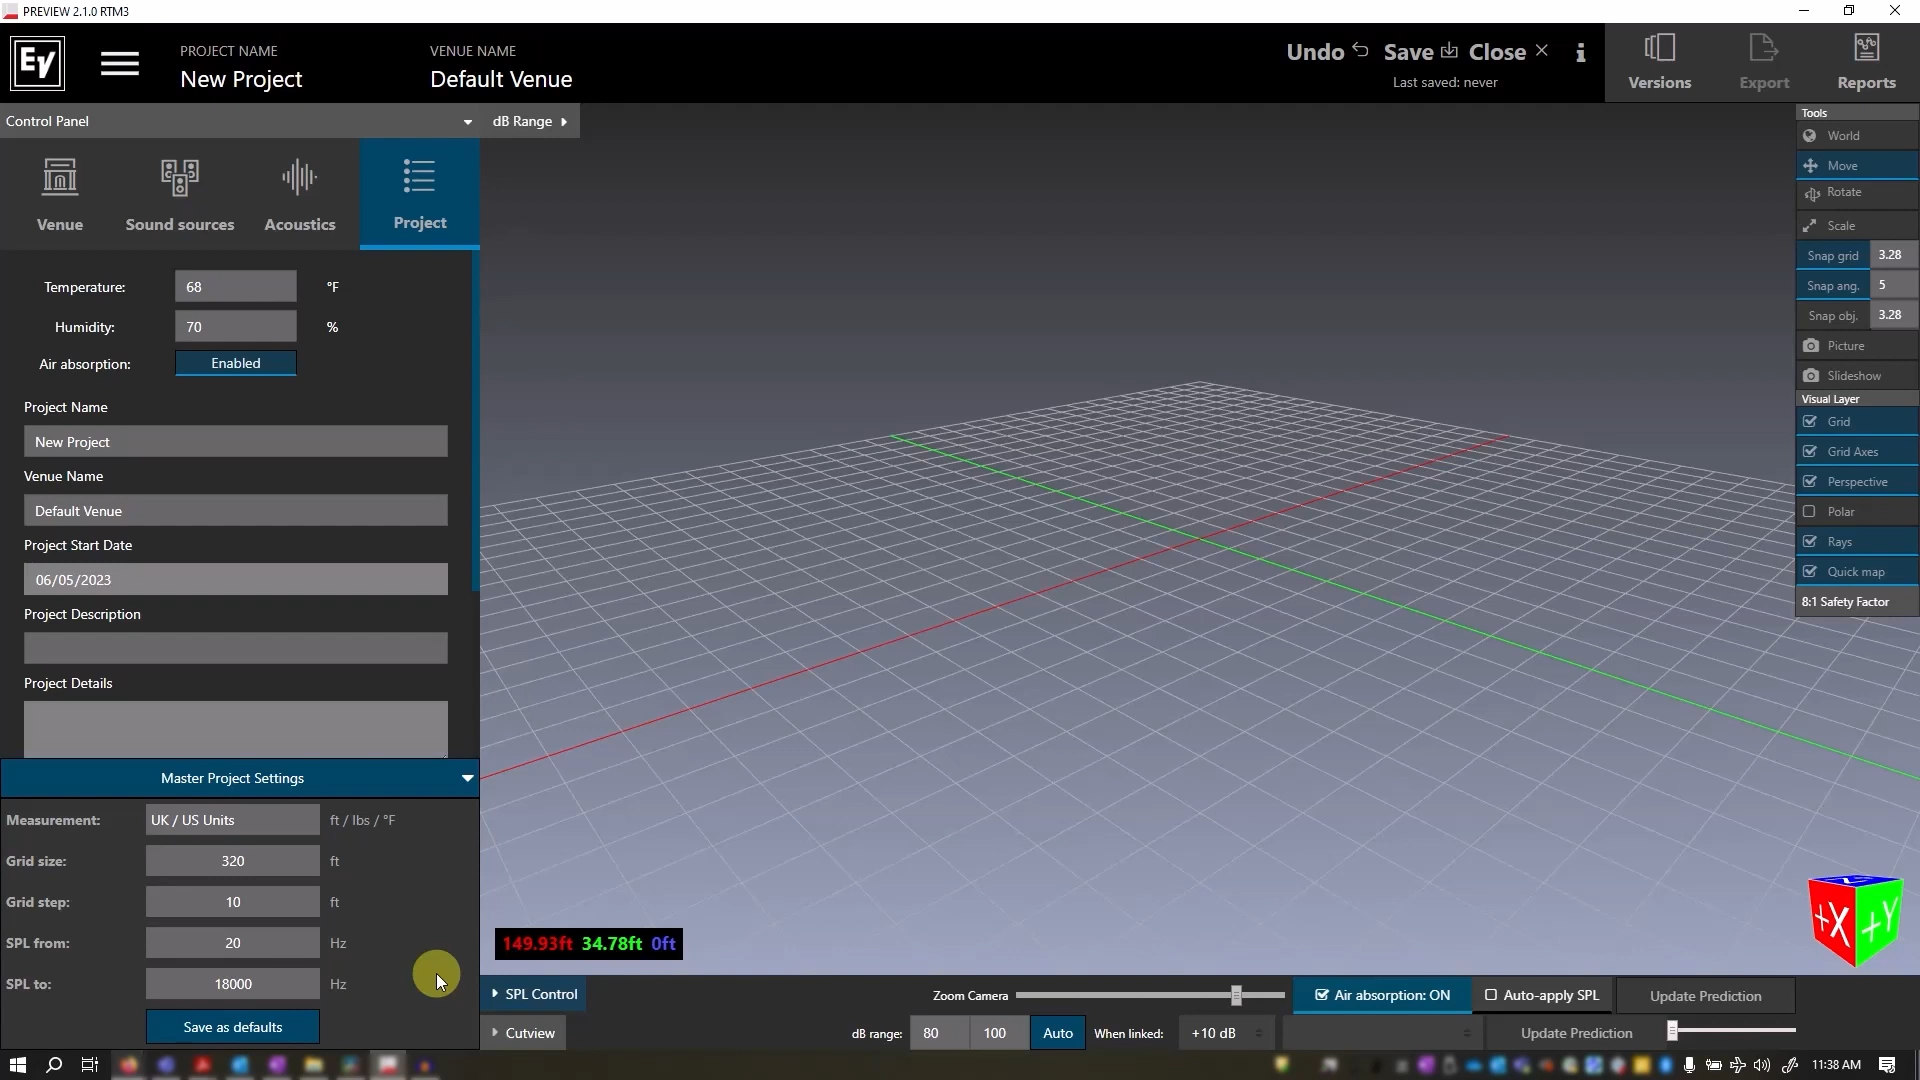 PREVIEW 2.1.0 RTM3
EV
PROJECT NAME
New Project
VENUE NAME
Default Venue
Undo
Save
Close
Last saved: never
Versions
Export
Reports
Control Panel
dB Range
Venue
Sound sources
Acoustics
Project
Temperature: 68 °F
Humidity: 70 %
Air absorption: Enabled
Project Name
New Project
Venue Name
Default Venue
Project Start Date
06/05/2023
Project Description
Project Details
Master Project Settings
Measurement: UK / US Units ft / lbs / °F
Grid size: 320 ft
Grid step: 10 ft
SPL from: 20 Hz
SPL to: 18000 Hz
Save as defaults
Tools
World
Move
Rotate
Scale
Snap grid 3.28
Snap ang. 5
Snap obj. 3.28
Picture
Slideshow
Visual Layer
Grid
Grid Axes
Perspective
Polar
Rays
Quick map
8:1 Safety Factor
+X +Y
149.93ft 34.78ft 0ft
SPL Control
Zoom Camera
Air absorption: ON
Auto-apply SPL
Update Prediction
Cutview
dB range: 80 100 Auto When linked: +10 dB
Update Prediction
11:38 AM